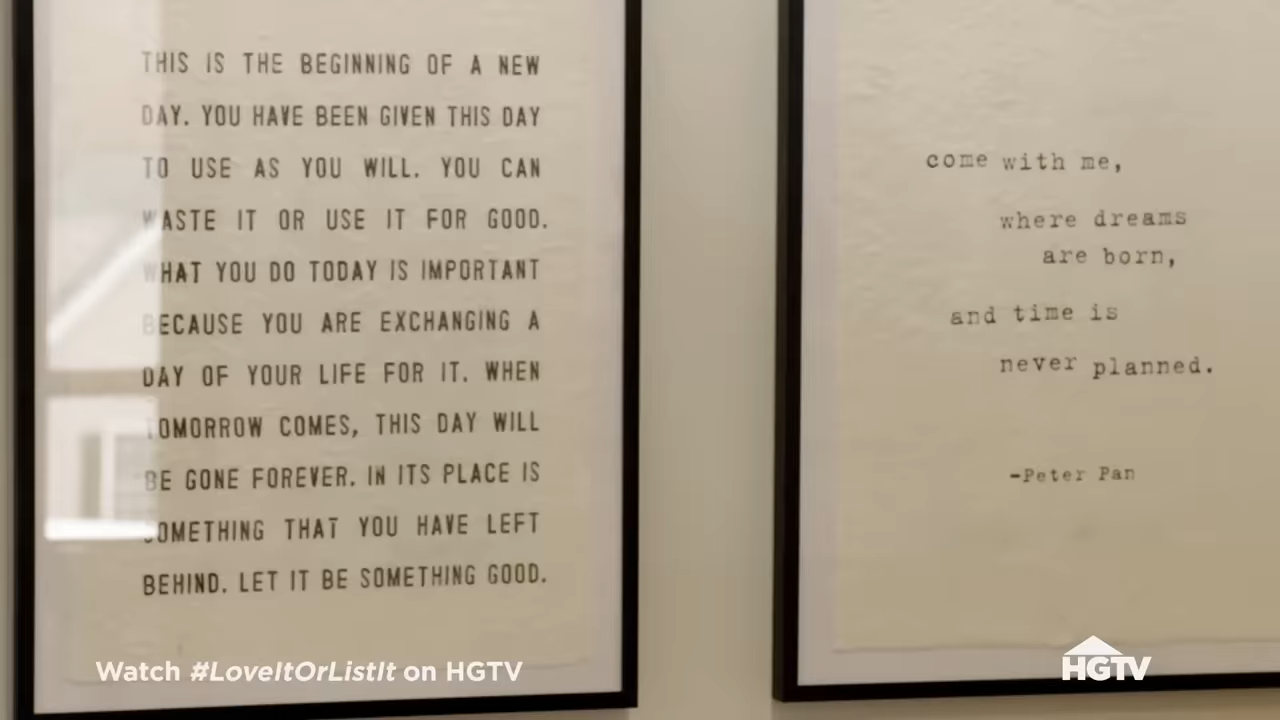 THIS IS THE BEGINNING OF A NEW
DAY. YOU HAVE BEEN GIVEN THIS DAY
TO USE AS YOU WILL. YOU CAN
WASTE IT OR USE IT FOR GOOD.
WHAT YOU DO TODAY IS IMPORTANT
BECAUSE YOU ARE EXCHANGING A
DAY OF YOUR LIFE FOR IT. WHEN
TOMORROW COMES, THIS DAY WILL
BE GONE FOREVER. IN ITS PLACE IS
SOMETHING THAT YOU HAVE LEFT
BEHIND. LET IT BE SOMETHING GOOD.
come with me,
where dreams
are born,
and time is
never planned.
-Peter Pan
Watch #LoveItOrListIt on HGTV
HGTV